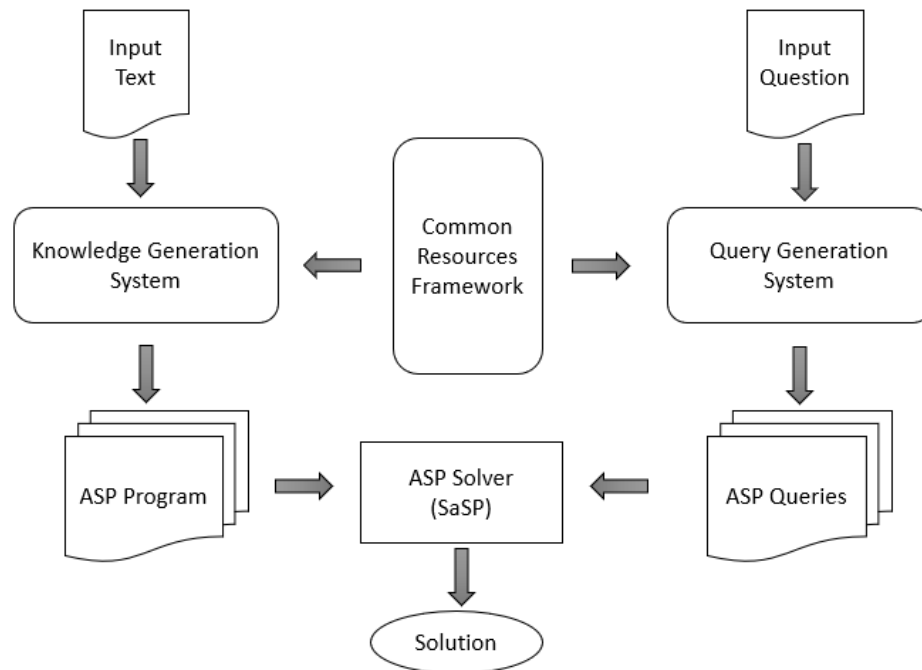 Input
Text
Input
Question
Common
Resources
Framework
Knowledge Generation
System
Query Generation
System
ASP Program
ASP Solver
(SaSP)
ASP Queries
Solution